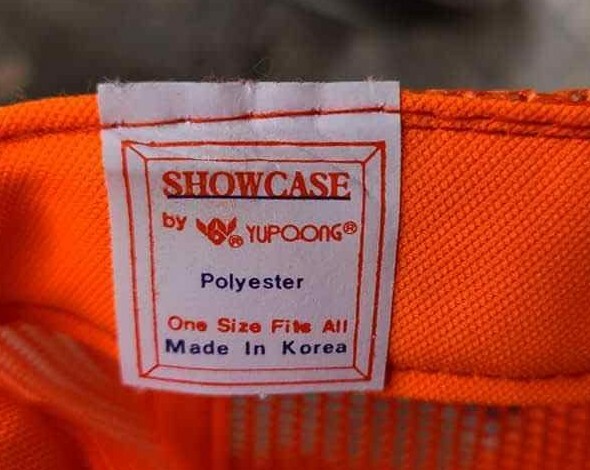 SHOWCASE
by YUPOONG®
Polyester
One Size Fits All
Made In Korea